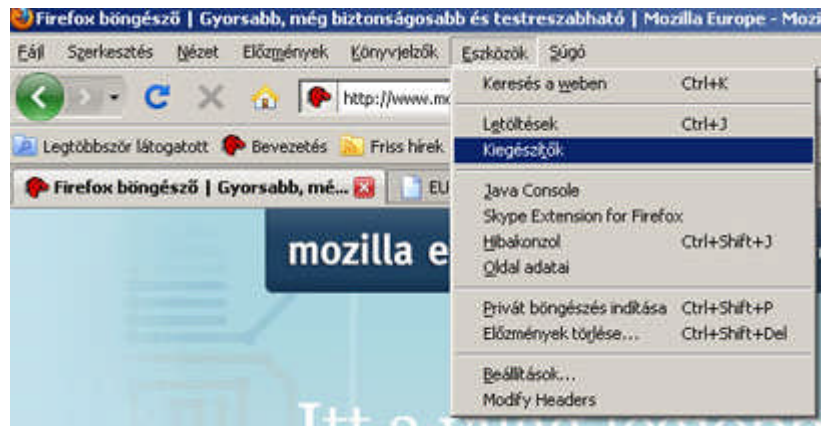 Firefox böngésző | Gyorsabb, még biztonságosabb és testreszabható | Mozilla Europe - Mozi
Fájl Szerkesztés Nézet Előzmények Könyvjelzők Eszközök Súgó
http://www.mo
Legtöbbször látogatott Bevezetés Friss hírek
Firefox böngésző | Gyorsabb, mé... EU
mozilla e
Itt a
Keresés a weben Ctrl+K
Letöltések Ctrl+J
Kiegészítők
Java Console
Skype Extension for Firefox
Hibakonzol Ctrl+Shift+J
Oldal adatai
Privát böngészés indítása Ctrl+Shift+P
Előzmények törlése... Ctrl+Shift+Del
Beállítások...
Modify Headers